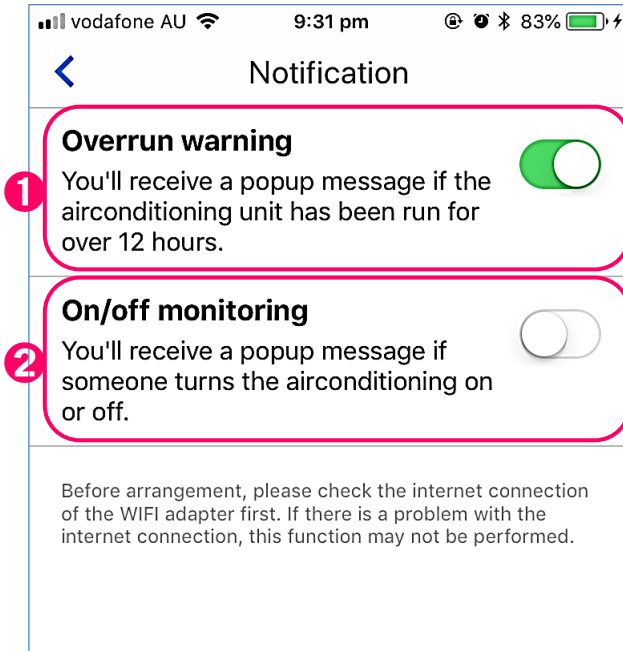 vodafone AU 9:31 pm 83%
Notification
Overrun warning
1 You'll receive a popup message if the
airconditioning unit has been run for
over 12 hours.
On/off monitoring
2 You'll receive a popup message if
someone turns the airconditioning on
or off.
Before arrangement, please check the internet connection
of the WIFI adapter first. If there is a problem with the
internet connection, this function may not be performed.